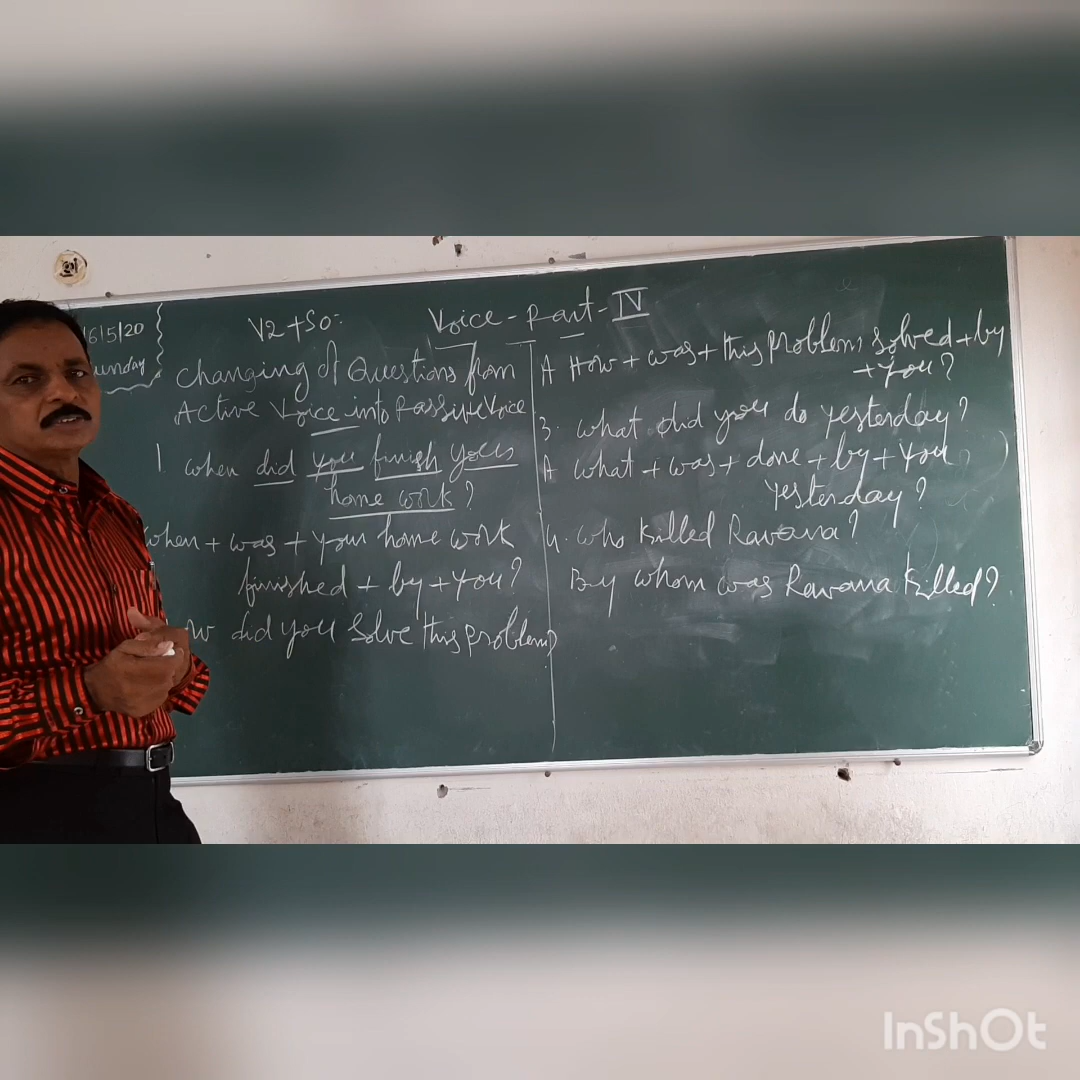 6/5/20
unday
V2+So:
Voice-Part-IV
Changing of Questions from
Active Voice into Passive Voice
1 when did you finish your
home work?
when + was + your home work
finished + by + you?
ow did you solve this problem?
A How + was + this problem solved + by
+ you?
3. what did you do yesterday?
A what + was + done + by + you
yesterday?
4. who killed Ravana?
By whom was Ravana killed?
InShOt